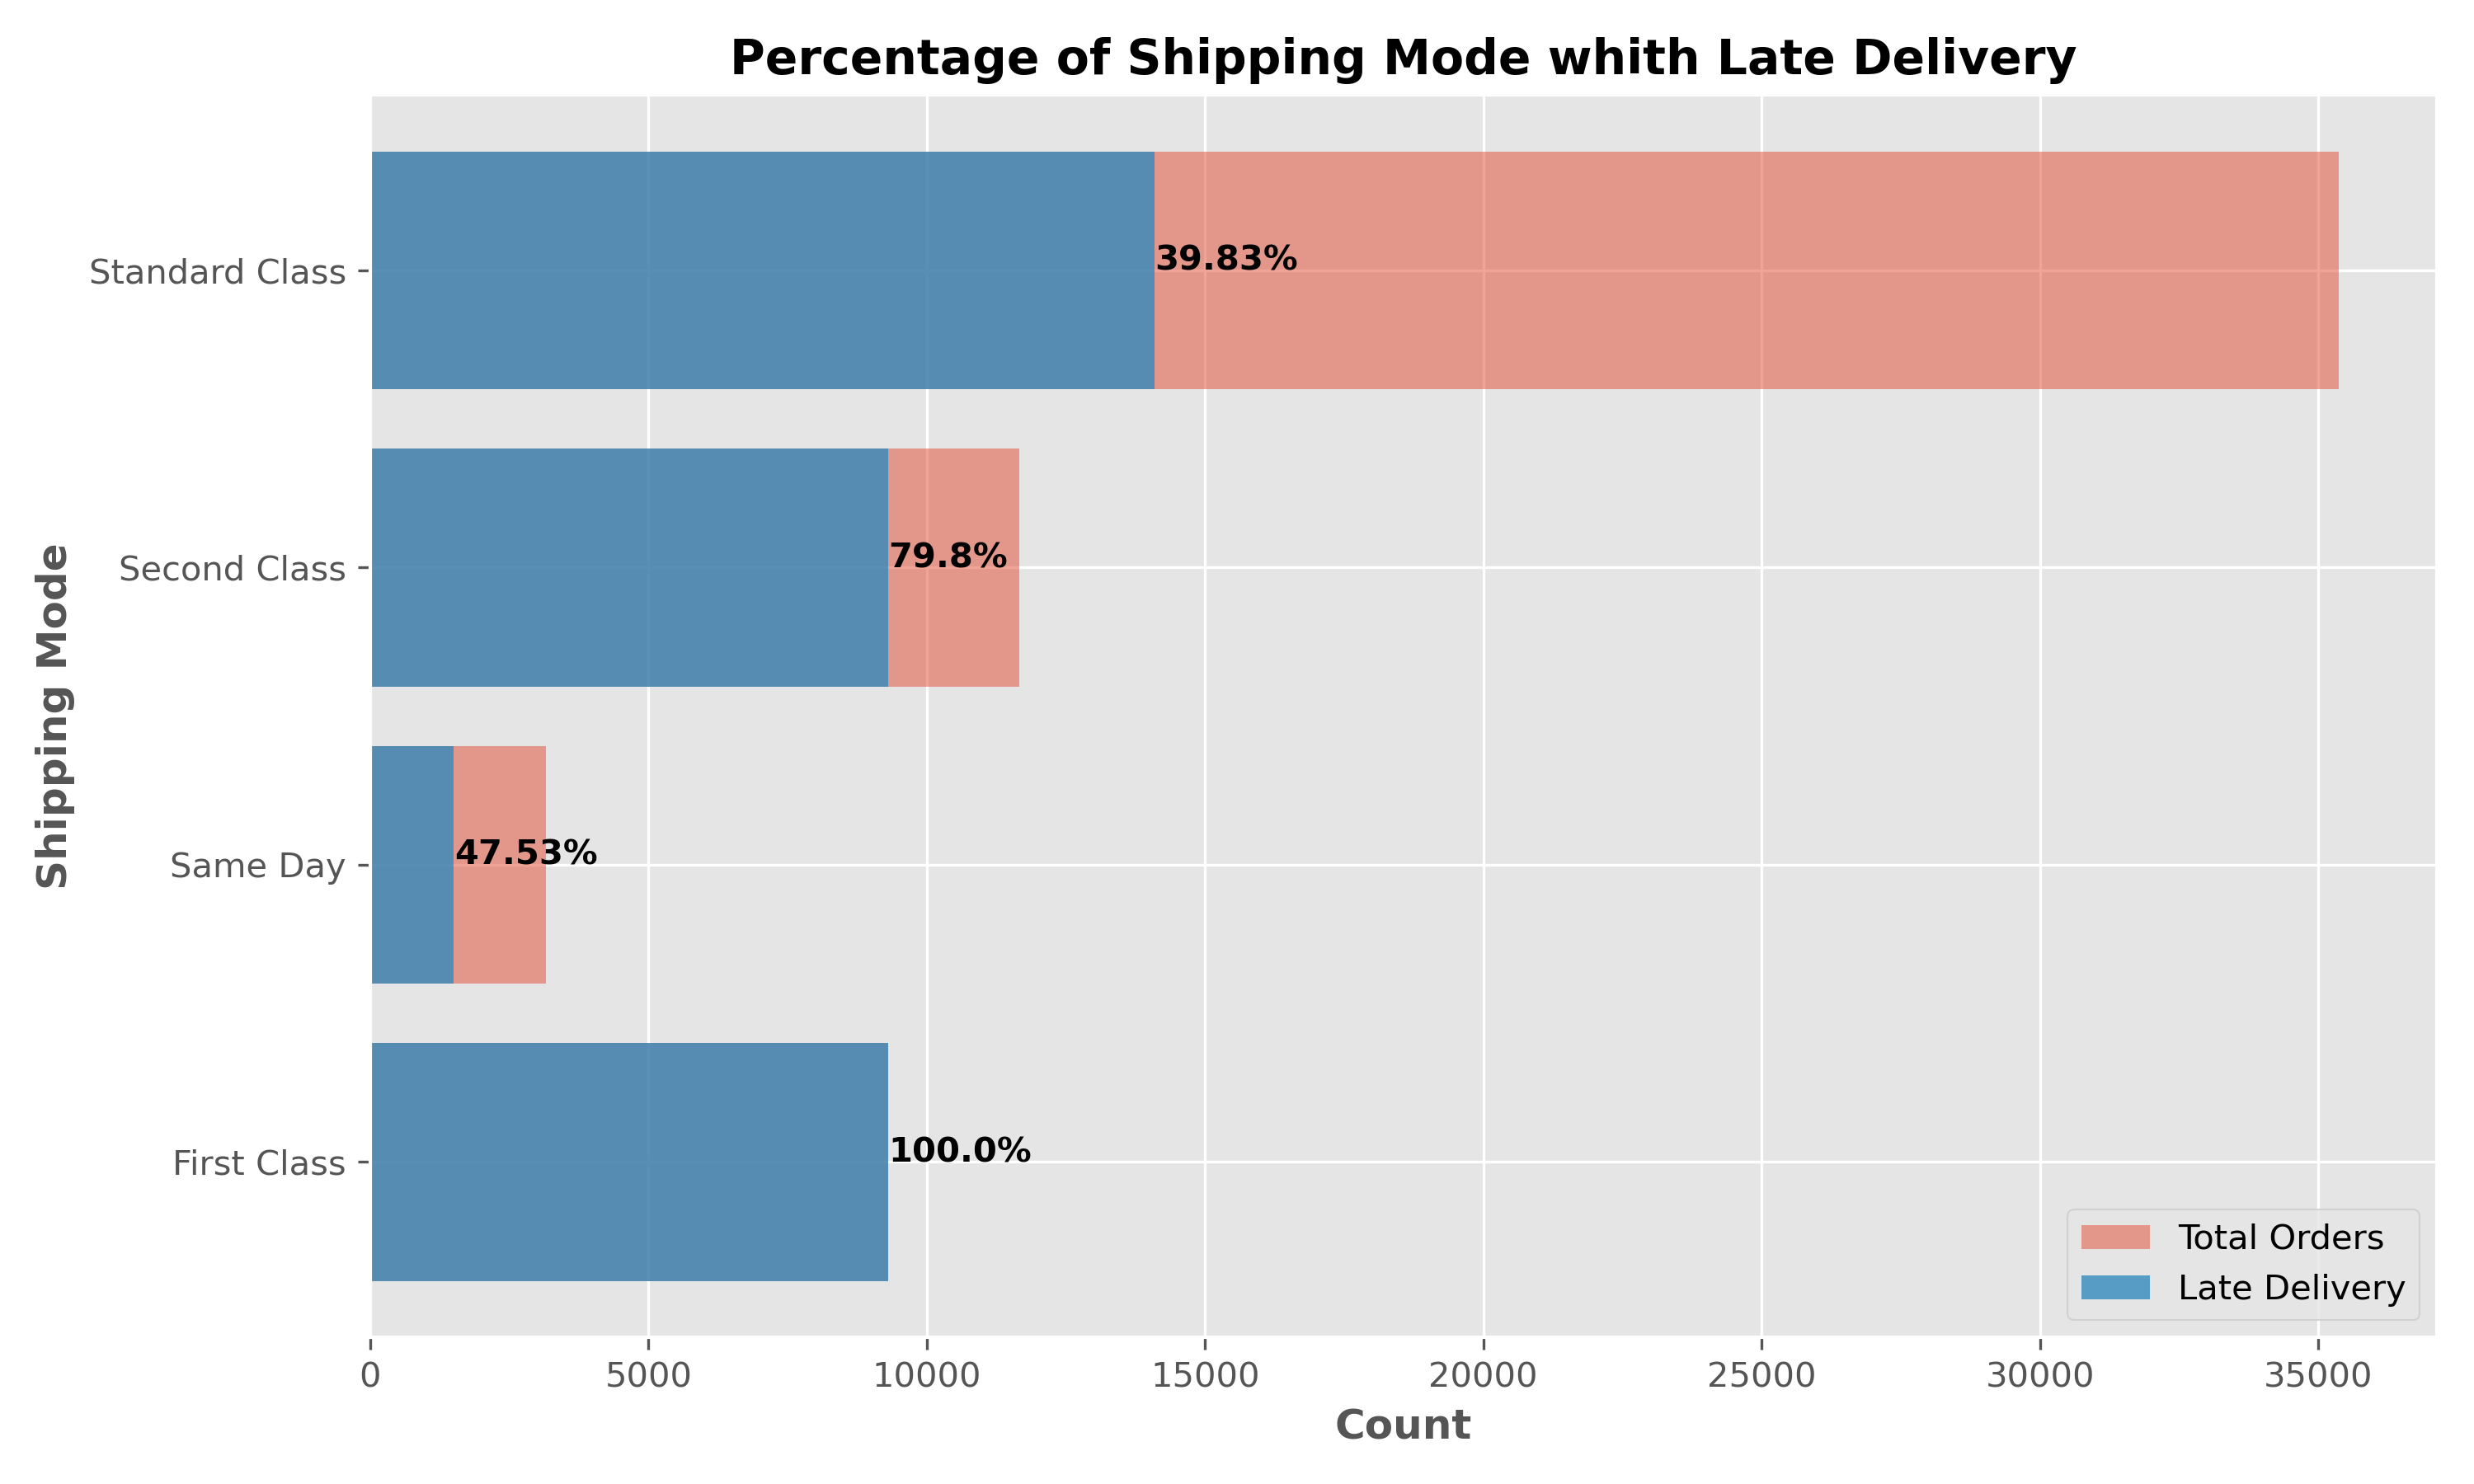 Percentage of Shipping Mode whith Late Delivery
Shipping Mode
Standard Class
39.83%
Second Class
79.8%
Same Day
47.53%
First Class
100.0%
Total Orders
Late Delivery
0 5000 10000 15000 20000 25000 30000 35000
Count